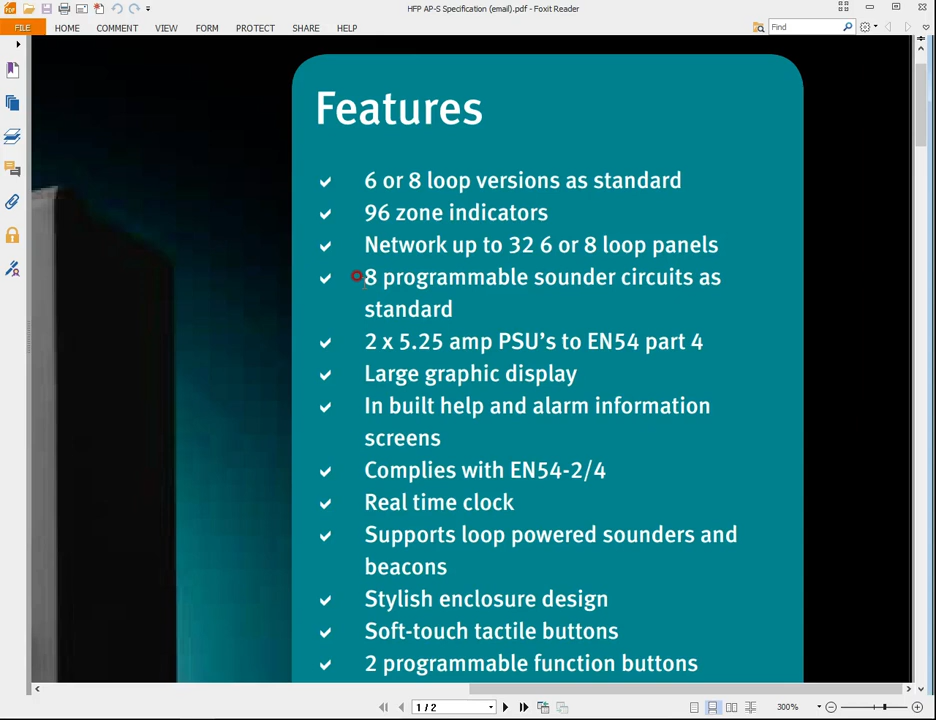 HFP AP-S Specification (email).pdf - Foxit Reader
FILE HOME COMMENT VIEW FORM PROTECT SHARE HELP Find
Features
6 or 8 loop versions as standard
96 zone indicators
Network up to 32 6 or 8 loop panels
8 programmable sounder circuits as
standard
2 x 5.25 amp PSU's to EN54 part 4
Large graphic display
In built help and alarm information
screens
Complies with EN54-2/4
Real time clock
Supports loop powered sounders and
beacons
Stylish enclosure design
Soft-touch tactile buttons
2 programmable function buttons
1 / 2 300%